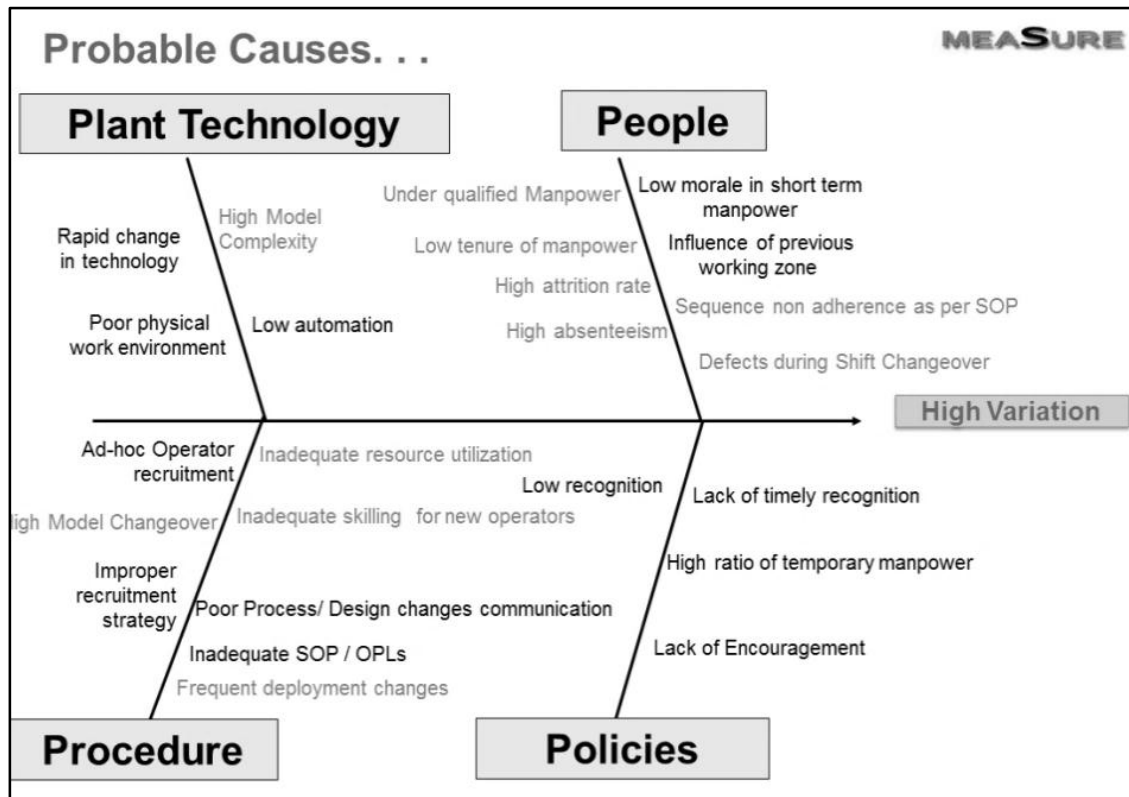 Probable Causes. . .
MEASURE
Plant Technology
People
Under qualified Manpower
Low morale in short term
manpower
High Model
Complexity
Rapid change
in technology
Low tenure of manpower
Influence of previous
working zone
High attrition rate
Sequence non adherence as per SOP
Poor physical
work environment
Low automation
High absenteeism
Defects during Shift Changeover
High Variation
Ad-hoc Operator
recruitment
Inadequate resource utilization
Low recognition
Lack of timely recognition
High Model Changeover
Inadequate skilling for new operators
Improper
recruitment
strategy
High ratio of temporary manpower
Poor Process/ Design changes communication
Inadequate SOP / OPLs
Lack of Encouragement
Frequent deployment changes
Procedure
Policies